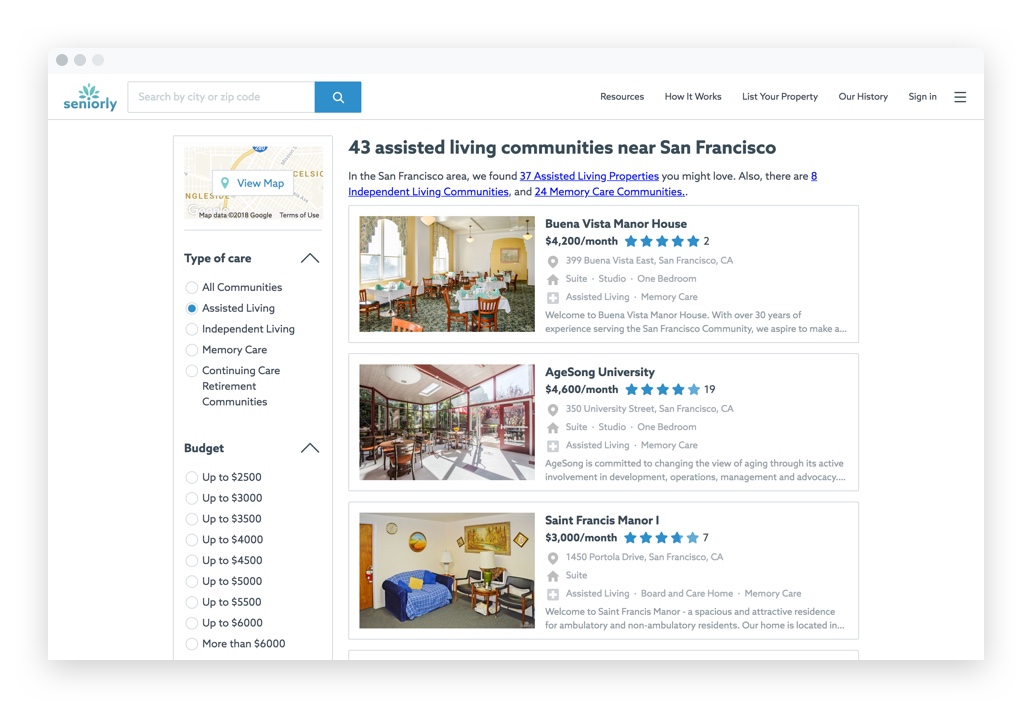 seniorly
Search by city or zip code
Resources
How It Works
List Your Property
Our History
Sign in
280
View Map
Google
Map data ©2018 Google
Terms of Use
Type of care
All Communities
Assisted Living
Independent Living
Memory Care
Continuing Care
Retirement
Communities
Budget
Up to $2500
Up to $3000
Up to $3500
Up to $4000
Up to $4500
Up to $5000
Up to $5500
Up to $6000
More than $6000
43 assisted living communities near San Francisco
In the San Francisco area, we found 37 Assisted Living Properties you might love. Also, there are 8
Independent Living Communities, and 24 Memory Care Communities..
Buena Vista Manor House
$4,200/month 2
399 Buena Vista East, San Francisco, CA
Suite · Studio · One Bedroom
Assisted Living · Memory Care
Welcome to Buena Vista Manor House. With over 30 years of
experience serving the San Francisco Community, we aspire to make a...
AgeSong University
$4,600/month 19
350 University Street, San Francisco, CA
Suite · Studio · One Bedroom
Assisted Living · Memory Care
AgeSong is committed to changing the view of aging through its active
involvement in development, operations, management and advocacy....
Saint Francis Manor I
$3,000/month 7
1450 Portola Drive, San Francisco, CA
Suite
Assisted Living · Board and Care Home · Memory Care
Welcome to Saint Francis Manor - a spacious and attractive residence
for ambulatory and non-ambulatory residents. Our home is located in...